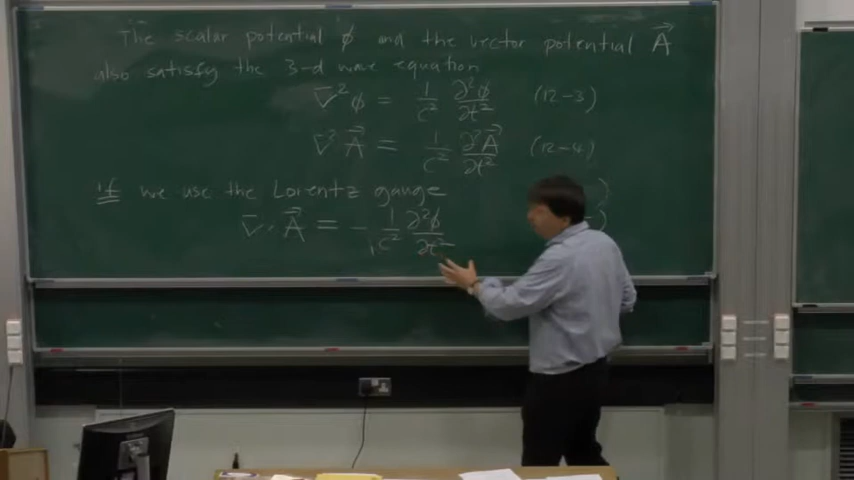 The scalar potential ϕ and the vector potential A⃗
also satisfy the 3-d wave equation
∇²ϕ = 1/c² ∂²ϕ/∂t² (12-3)
∇²A⃗ = 1/c² ∂²A⃗/∂t² (12-4)
if we use the Lorentz gauge
∇·A⃗ = - 1/c² ∂²ϕ/∂t²